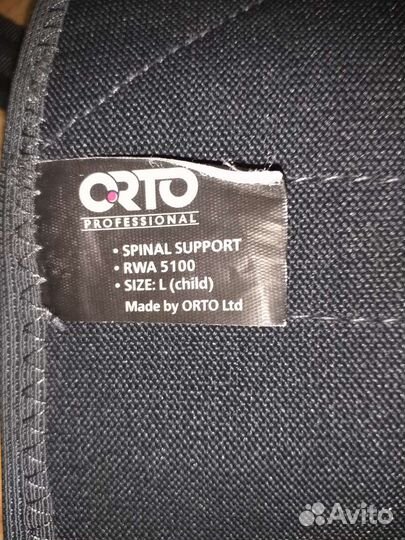 ORTO
PROFESSIONAL
• SPINAL SUPPORT
• RWA 5100
• SIZE: L (child)
Made by ORTO Ltd
Avito